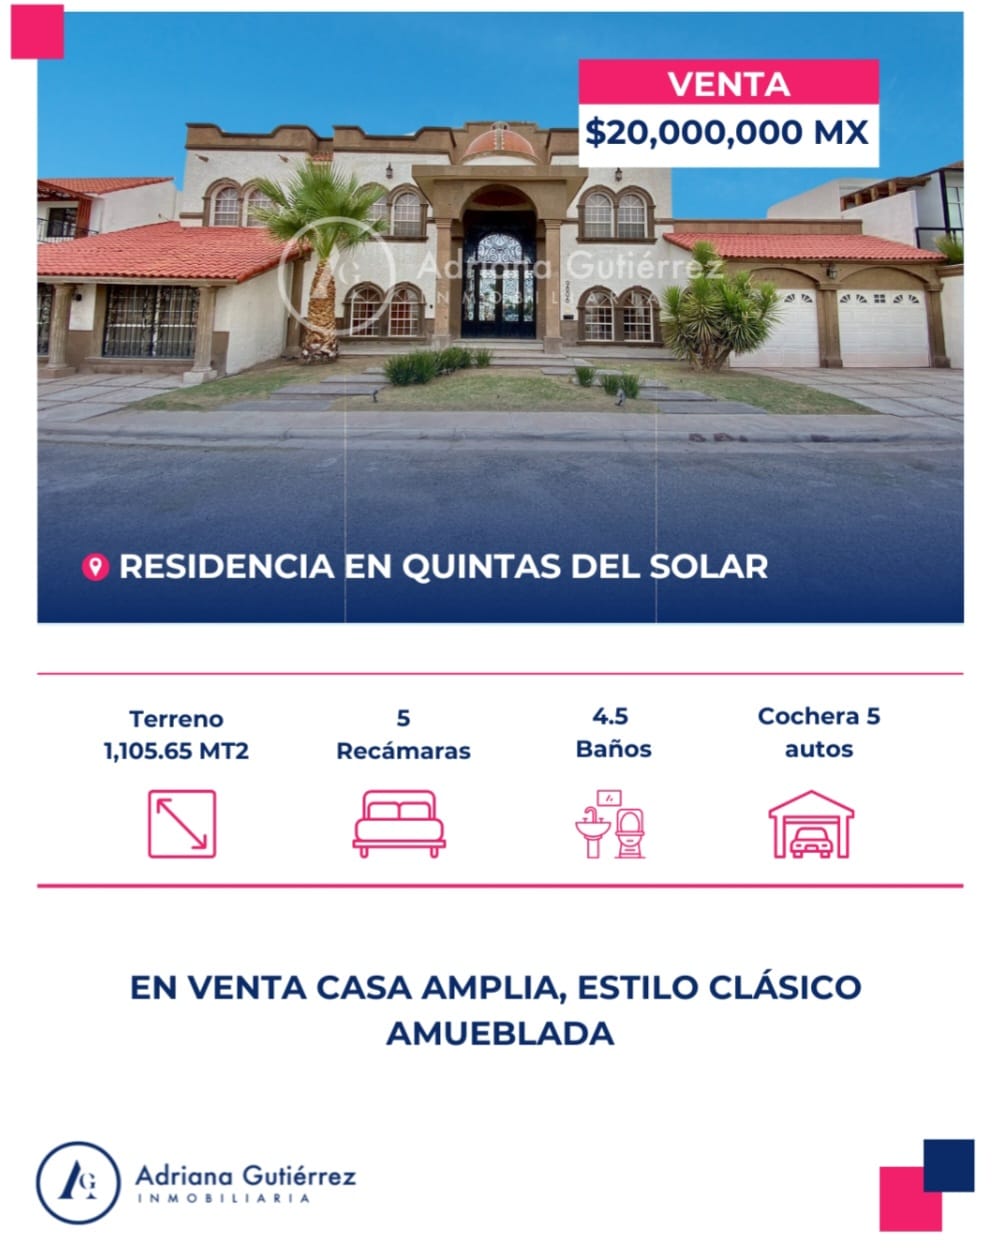 VENTA
$20,000,000 MX
AG
Adriana Gutiérrez
INMOBILIARIA
RESIDENCIA EN QUINTAS DEL SOLAR
Terreno
1,105.65 MT2
5
Recámaras
4.5
Baños
Cochera 5
autos
EN VENTA CASA AMPLIA, ESTILO CLÁSICO
AMUEBLADA
AG
Adriana Gutiérrez
INMOBILIARIA